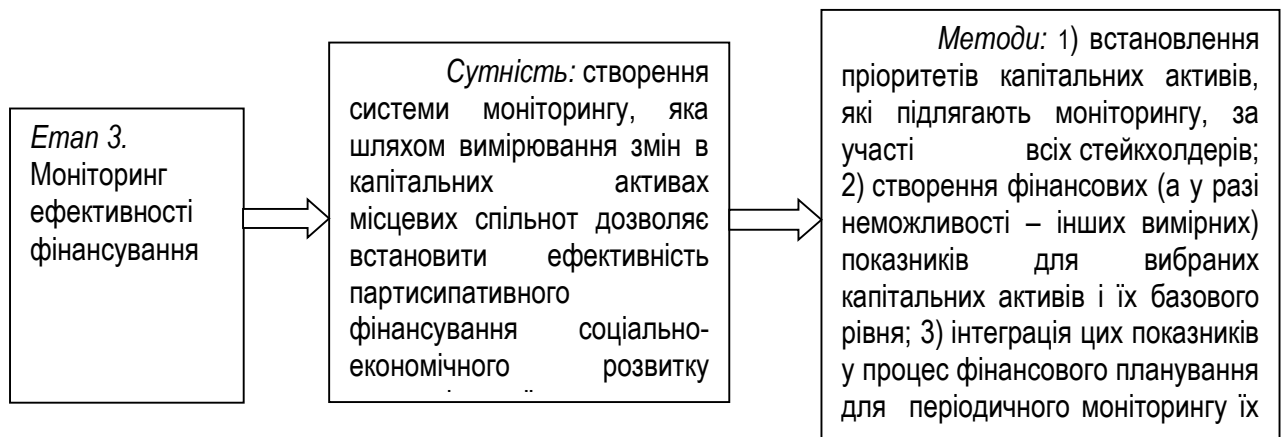 Етап 3.
Моніторинг
ефективності
фінансування
Сутність: створення
системи моніторингу, яка
шляхом вимірювання змін в
капітальних активах
місцевих спільнот дозволяє
встановити ефективність
партисипативного
фінансування соціально-
економічного розвитку
Методи: 1) встановлення
пріоритетів капітальних активів,
які підлягають моніторингу, за
участі всіх стейкхолдерів;
2) створення фінансових (а у разі
неможливості – інших вимірних)
показників для вибраних
капітальних активів і їх базового
рівня; 3) інтеграція цих показників
у процес фінансового планування
для періодичного моніторингу їх